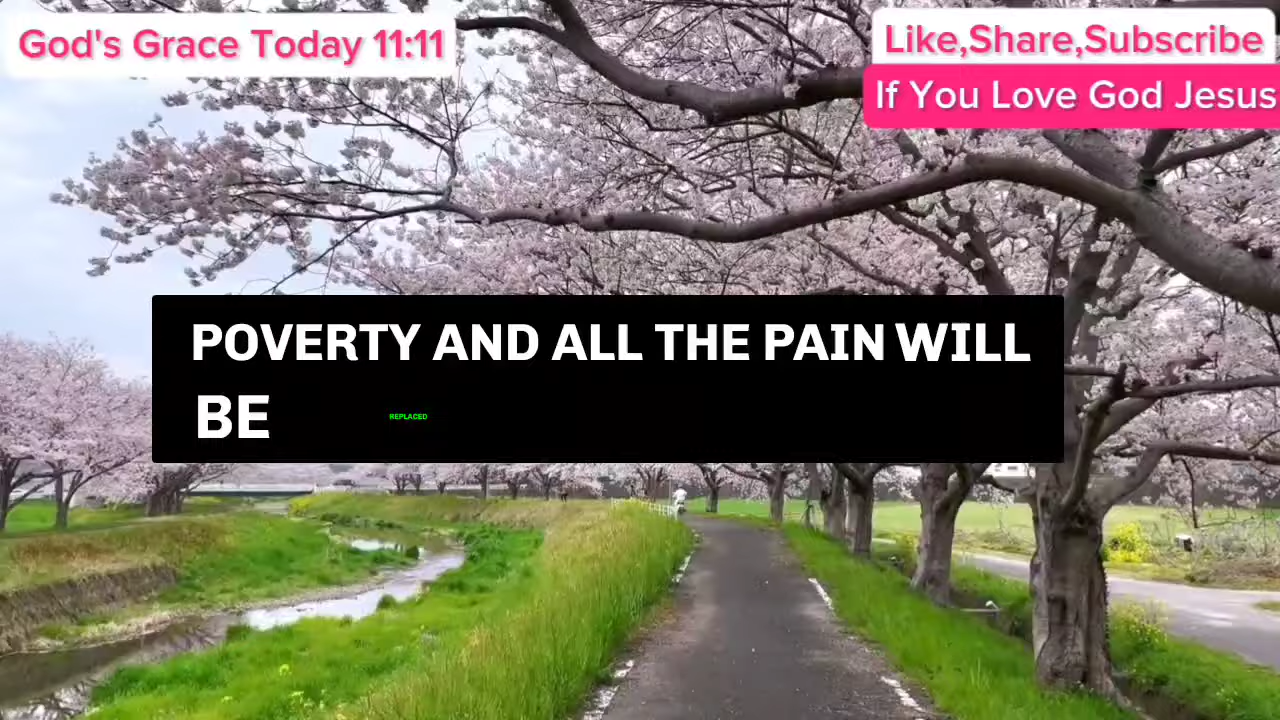 God's Grace Today 11:11
Like,Share,Subscribe
If You Love God Jesus
POVERTY AND ALL THE PAIN WILL
BE REPLACED